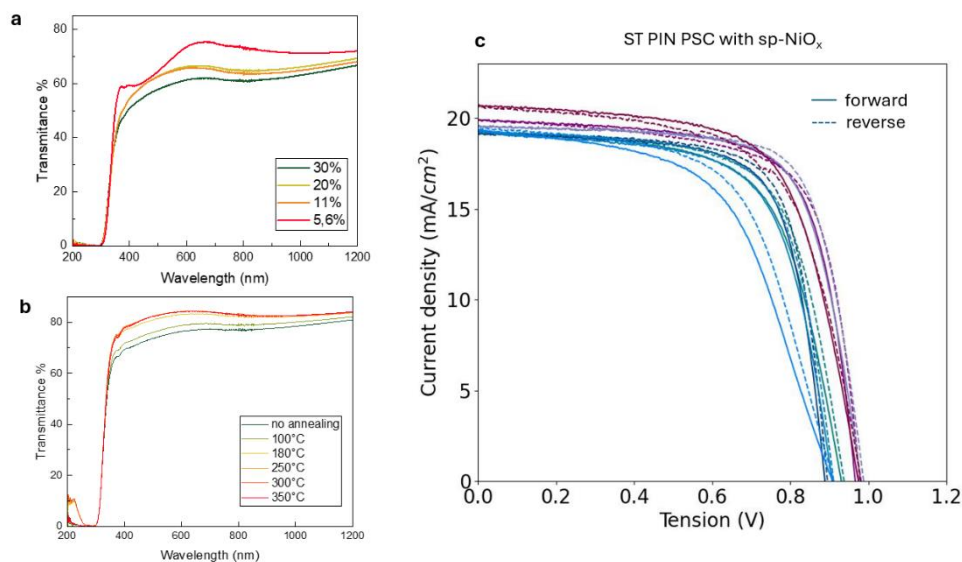 a
Transmitance %
80
60
40
20
0
30%
20%
11%
5,6%
200 400 600 800 1000 1200
Wavelength (nm)
b
Transmittance %
80
60
40
20
0
no annealing
100°C
180°C
250°C
300°C
350°C
200 400 600 800 1000 1200
Wavelength (nm)
c
ST PIN PSC with sp-NiOₓ
forward
reverse
Current density (mA/cm²)
20
15
10
5
0
0.0 0.2 0.4 0.6 0.8 1.0 1.2
Tension (V)